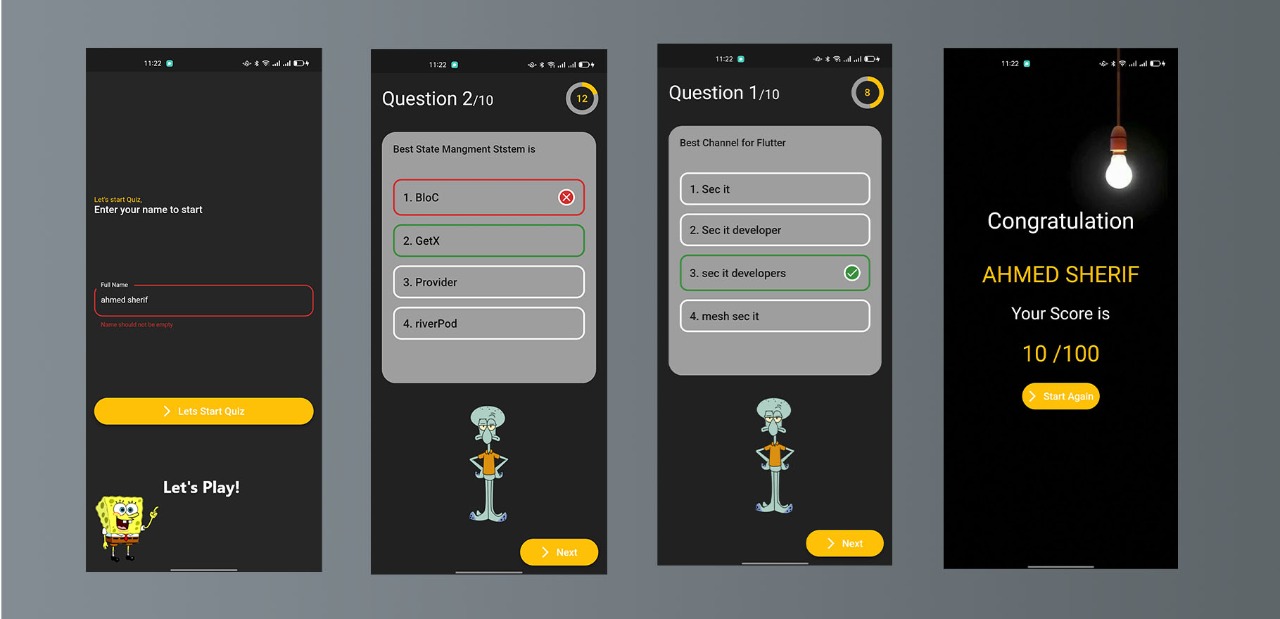 11:22
Let's start Quiz,
Enter your name to start
Full Name
ahmed sherif
Name should not be empty
Lets Start Quiz
Let's Play!
11:22
Question 2/10
12
Best State Mangment Ststem is
1. BloC
2. GetX
3. Provider
4. riverPod
Next
11:22
Question 1/10
8
Best Channel for Flutter
1. Sec it
2. Sec it developer
3. sec it developers
4. mesh sec it
Next
11:22
Congratulation
AHMED SHERIF
Your Score is
10 /100
Start Again